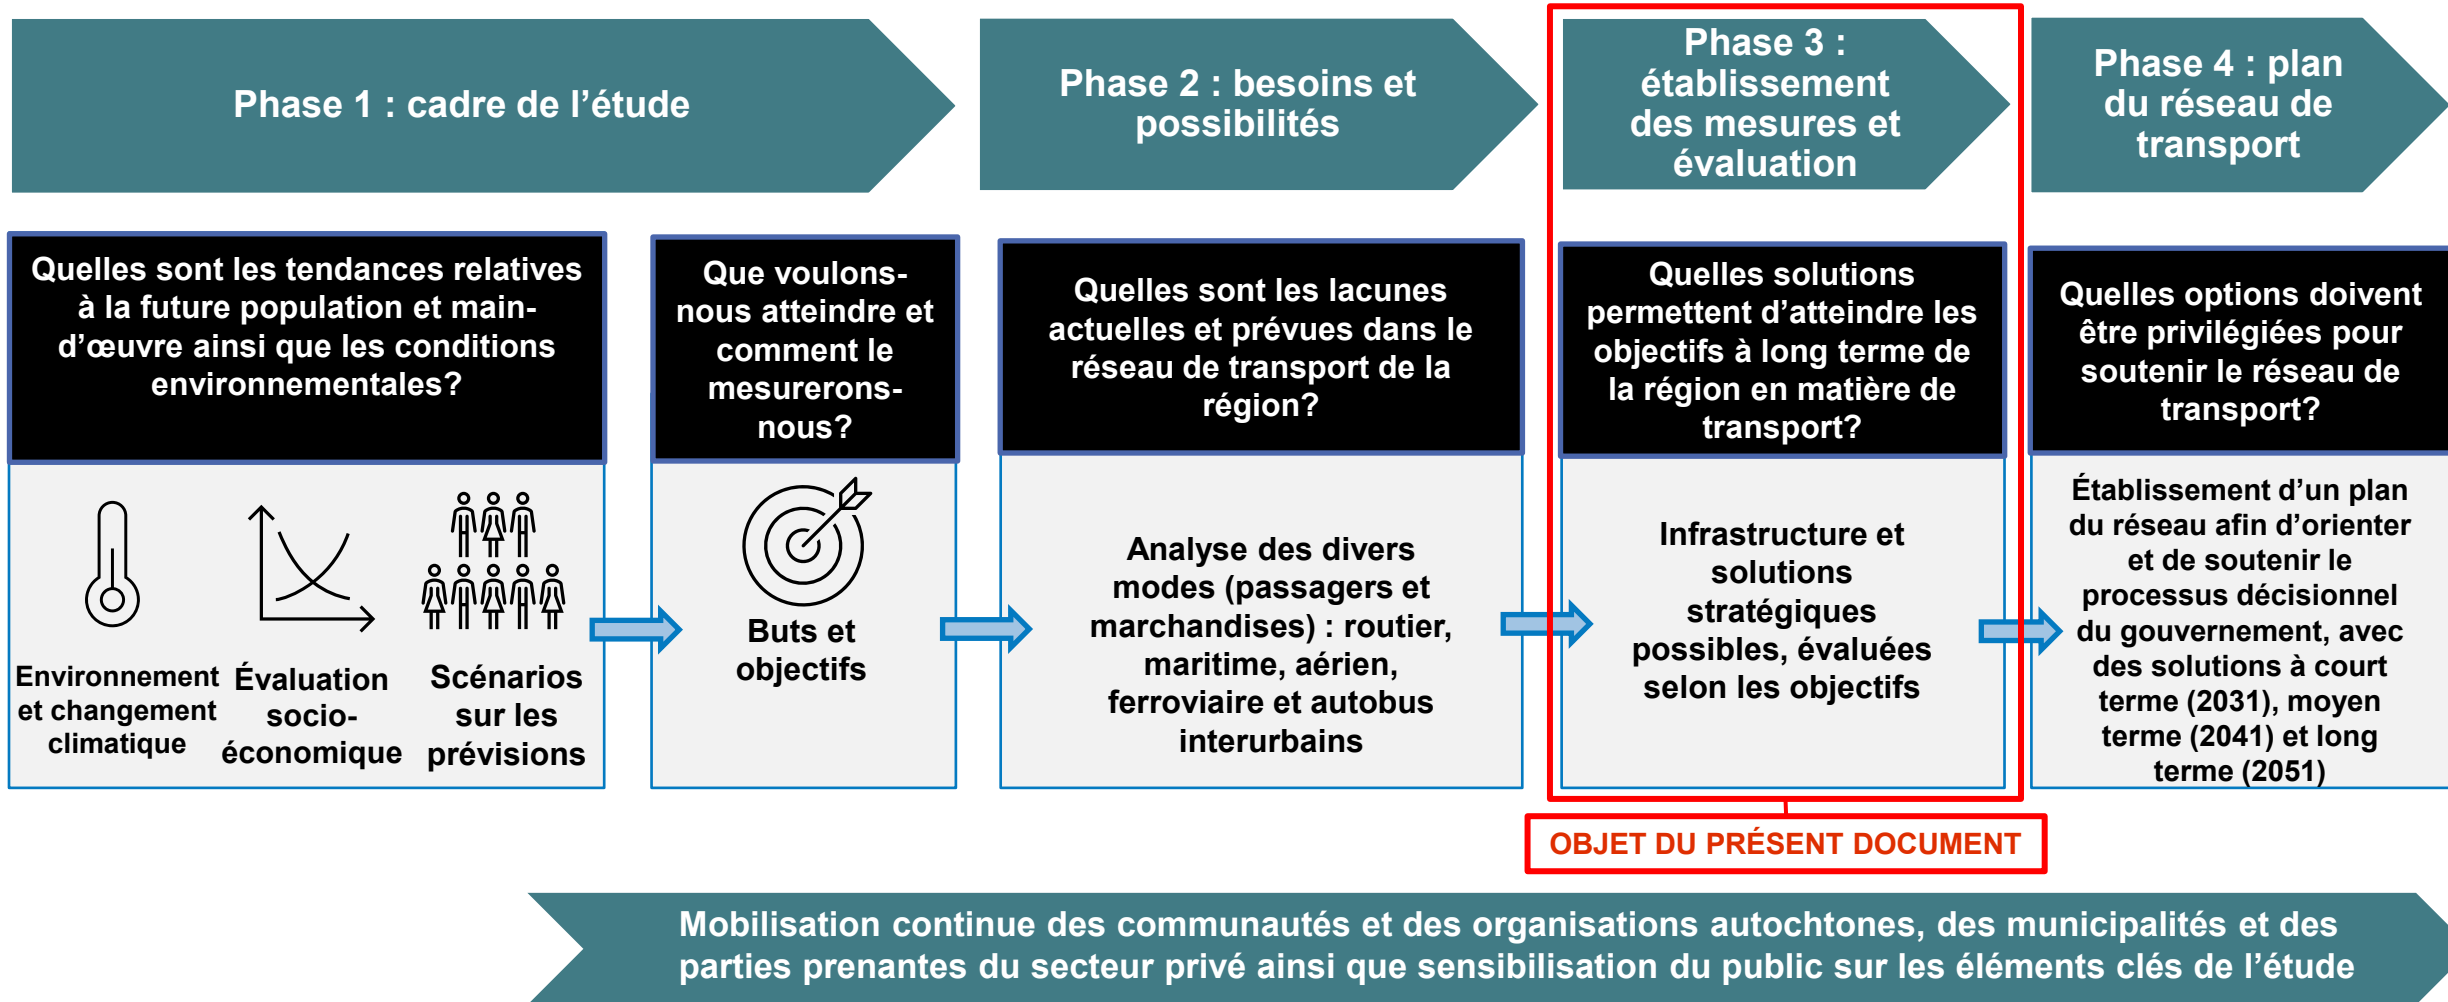 Phase 1 : cadre de l’étude
Phase 2 : besoins et
possibilités
Phase 3 :
établissement
des mesures et
évaluation
Phase 4 : plan
du réseau de
transport
Quelles sont les tendances relatives
à la future population et main-
d’œuvre ainsi que les conditions
environnementales?
Environnement
et changement
climatique
Évaluation
socio-
économique
Scénarios
sur les
prévisions
Que voulons-
nous atteindre et
comment le
mesurerons-
nous?
Buts et
objectifs
Quelles sont les lacunes
actuelles et prévues dans le
réseau de transport de la
région?
Analyse des divers
modes (passagers et
marchandises) : routier,
maritime, aérien,
ferroviaire et autobus
interurbains
Quelles solutions
permettent d’atteindre les
objectifs à long terme de
la région en matière de
transport?
Infrastructure et
solutions
stratégiques
possibles, évaluées
selon les objectifs
Quelles options doivent
être privilégiées pour
soutenir le réseau de
transport?
Établissement d’un plan
du réseau afin d’orienter
et de soutenir le
processus décisionnel
du gouvernement, avec
des solutions à court
terme (2031), moyen
terme (2041) et long
terme (2051)
OBJET DU PRÉSENT DOCUMENT
Mobilisation continue des communautés et des organisations autochtones, des municipalités et des
parties prenantes du secteur privé ainsi que sensibilisation du public sur les éléments clés de l’étude